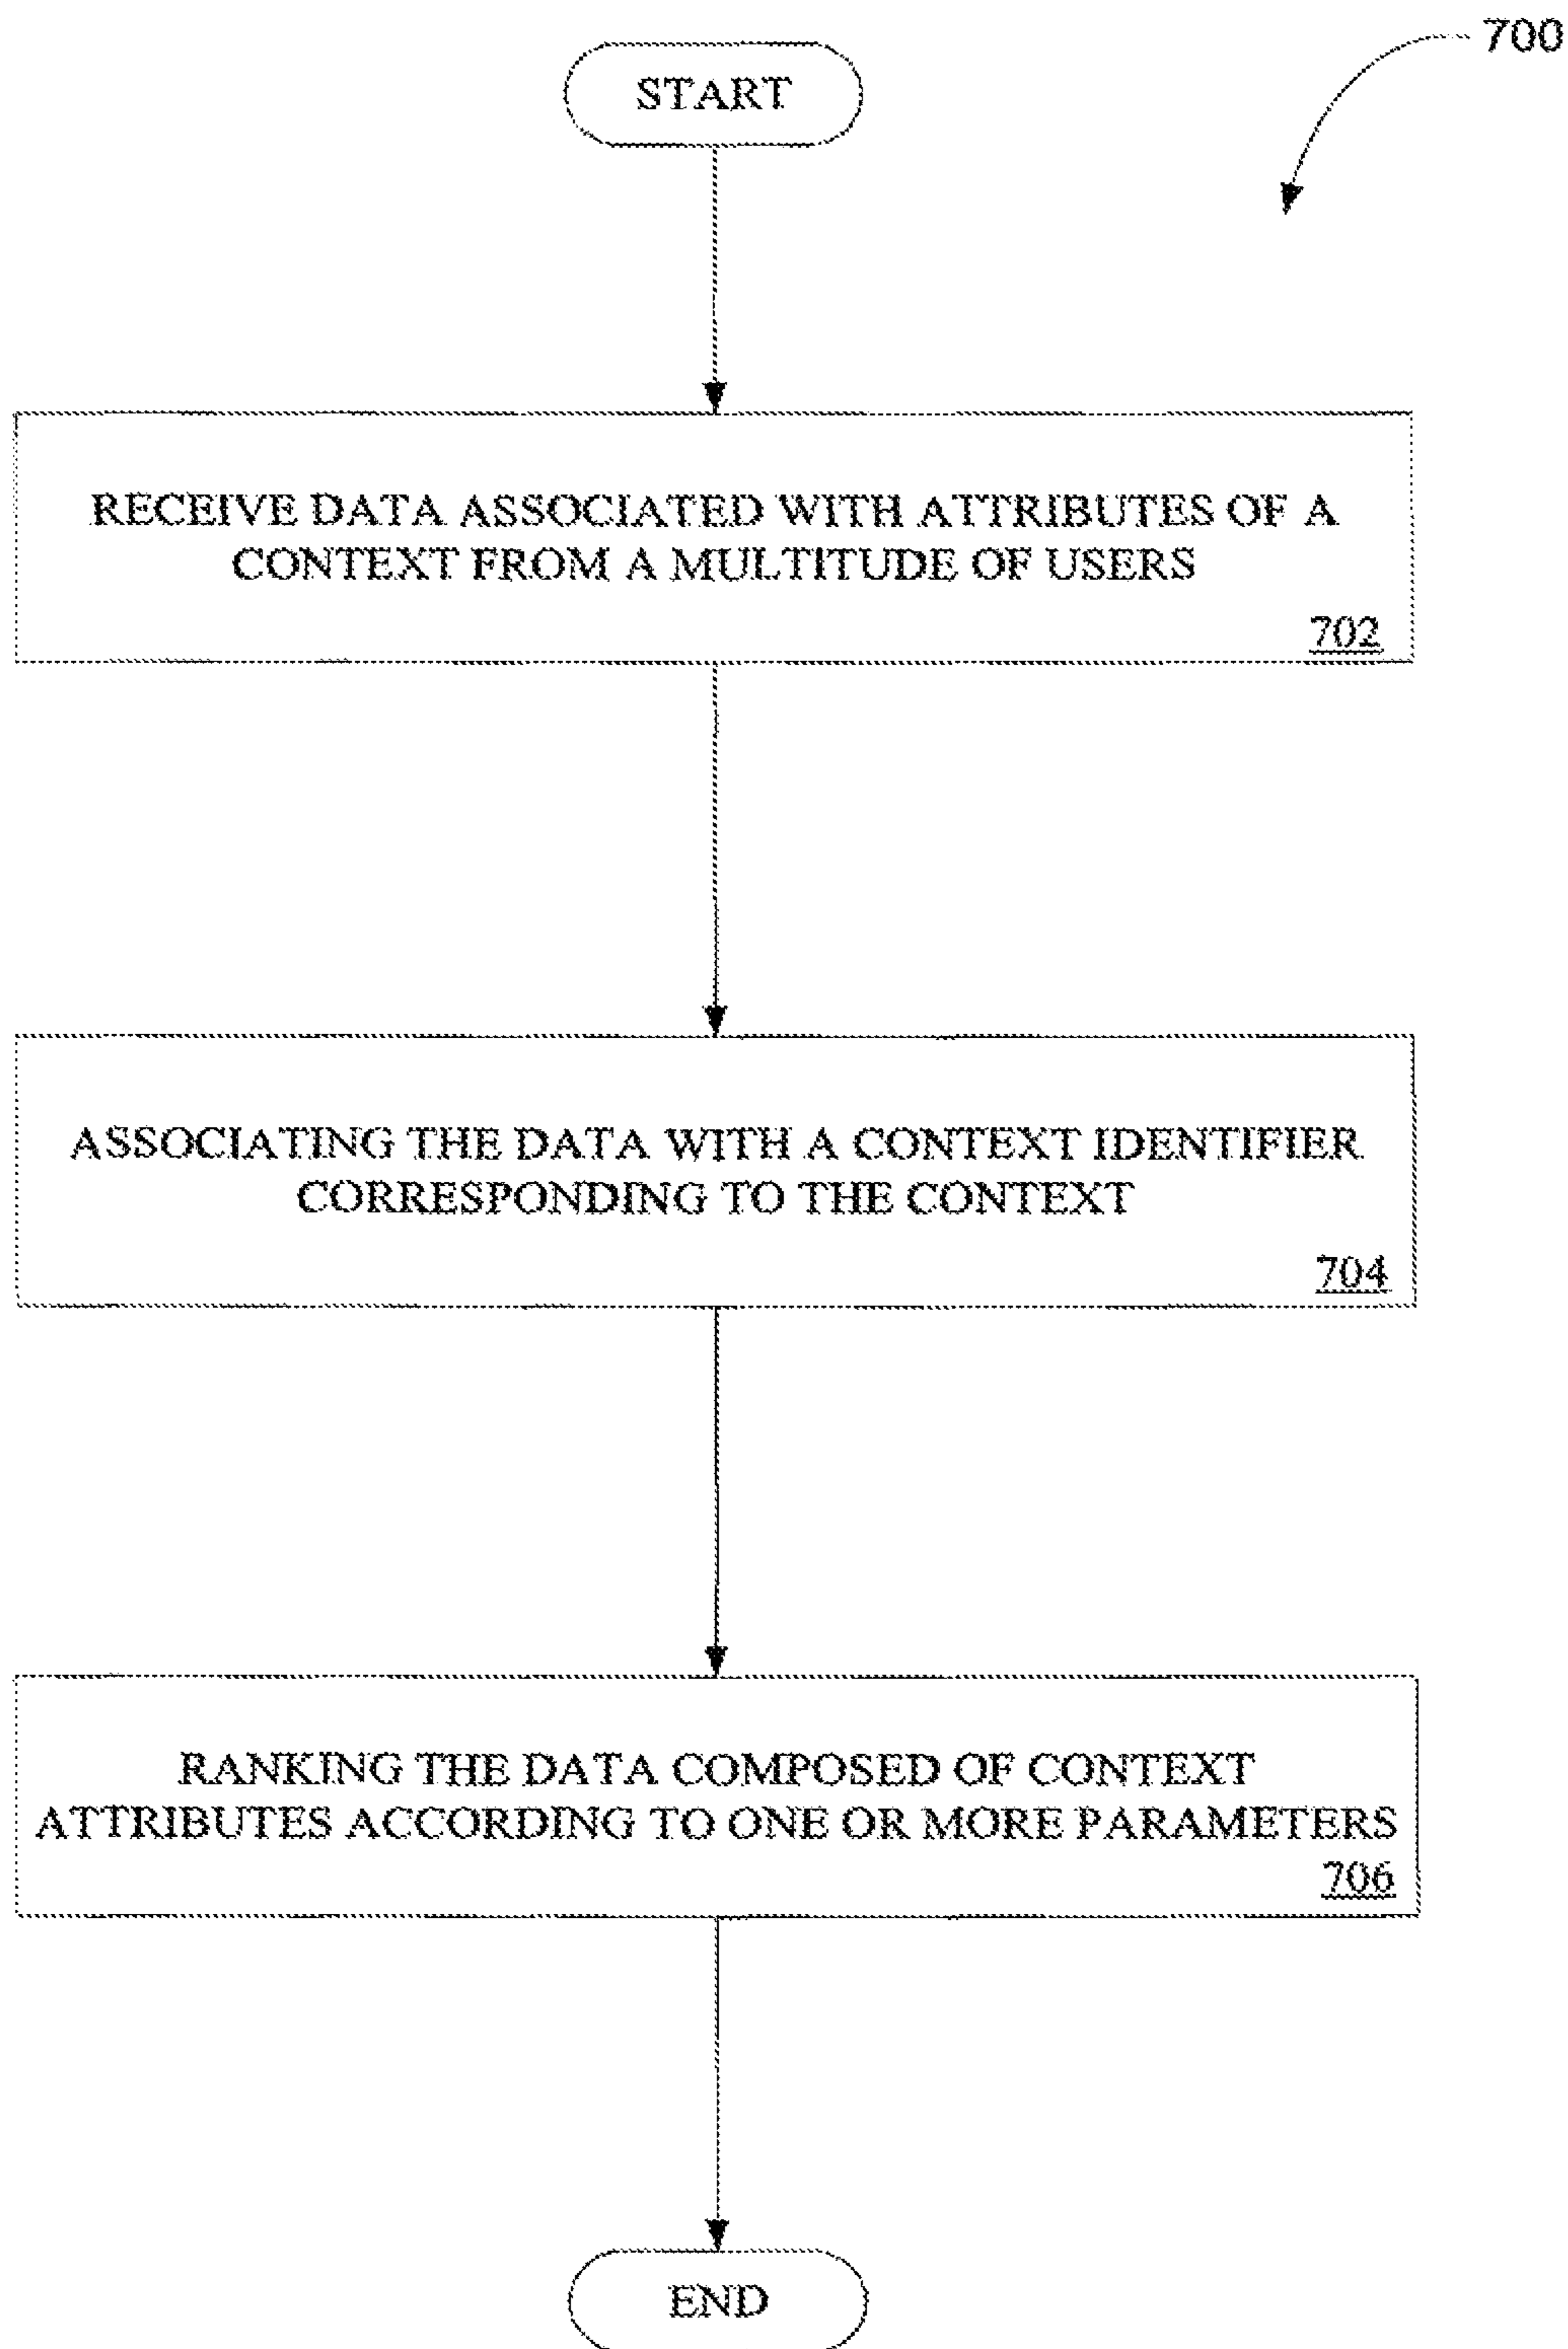 700
START
RECEIVE DATA ASSOCIATED WITH ATTRIBUTES OF A
CONTEXT FROM A MULTITUDE OF USERS
702
ASSOCIATING THE DATA WITH A CONTEXT IDENTIFIER
CORRESPONDING TO THE CONTEXT
704
RANKING THE DATA COMPOSED OF CONTEXT
ATTRIBUTES ACCORDING TO ONE OR MORE PARAMETERS
706
END